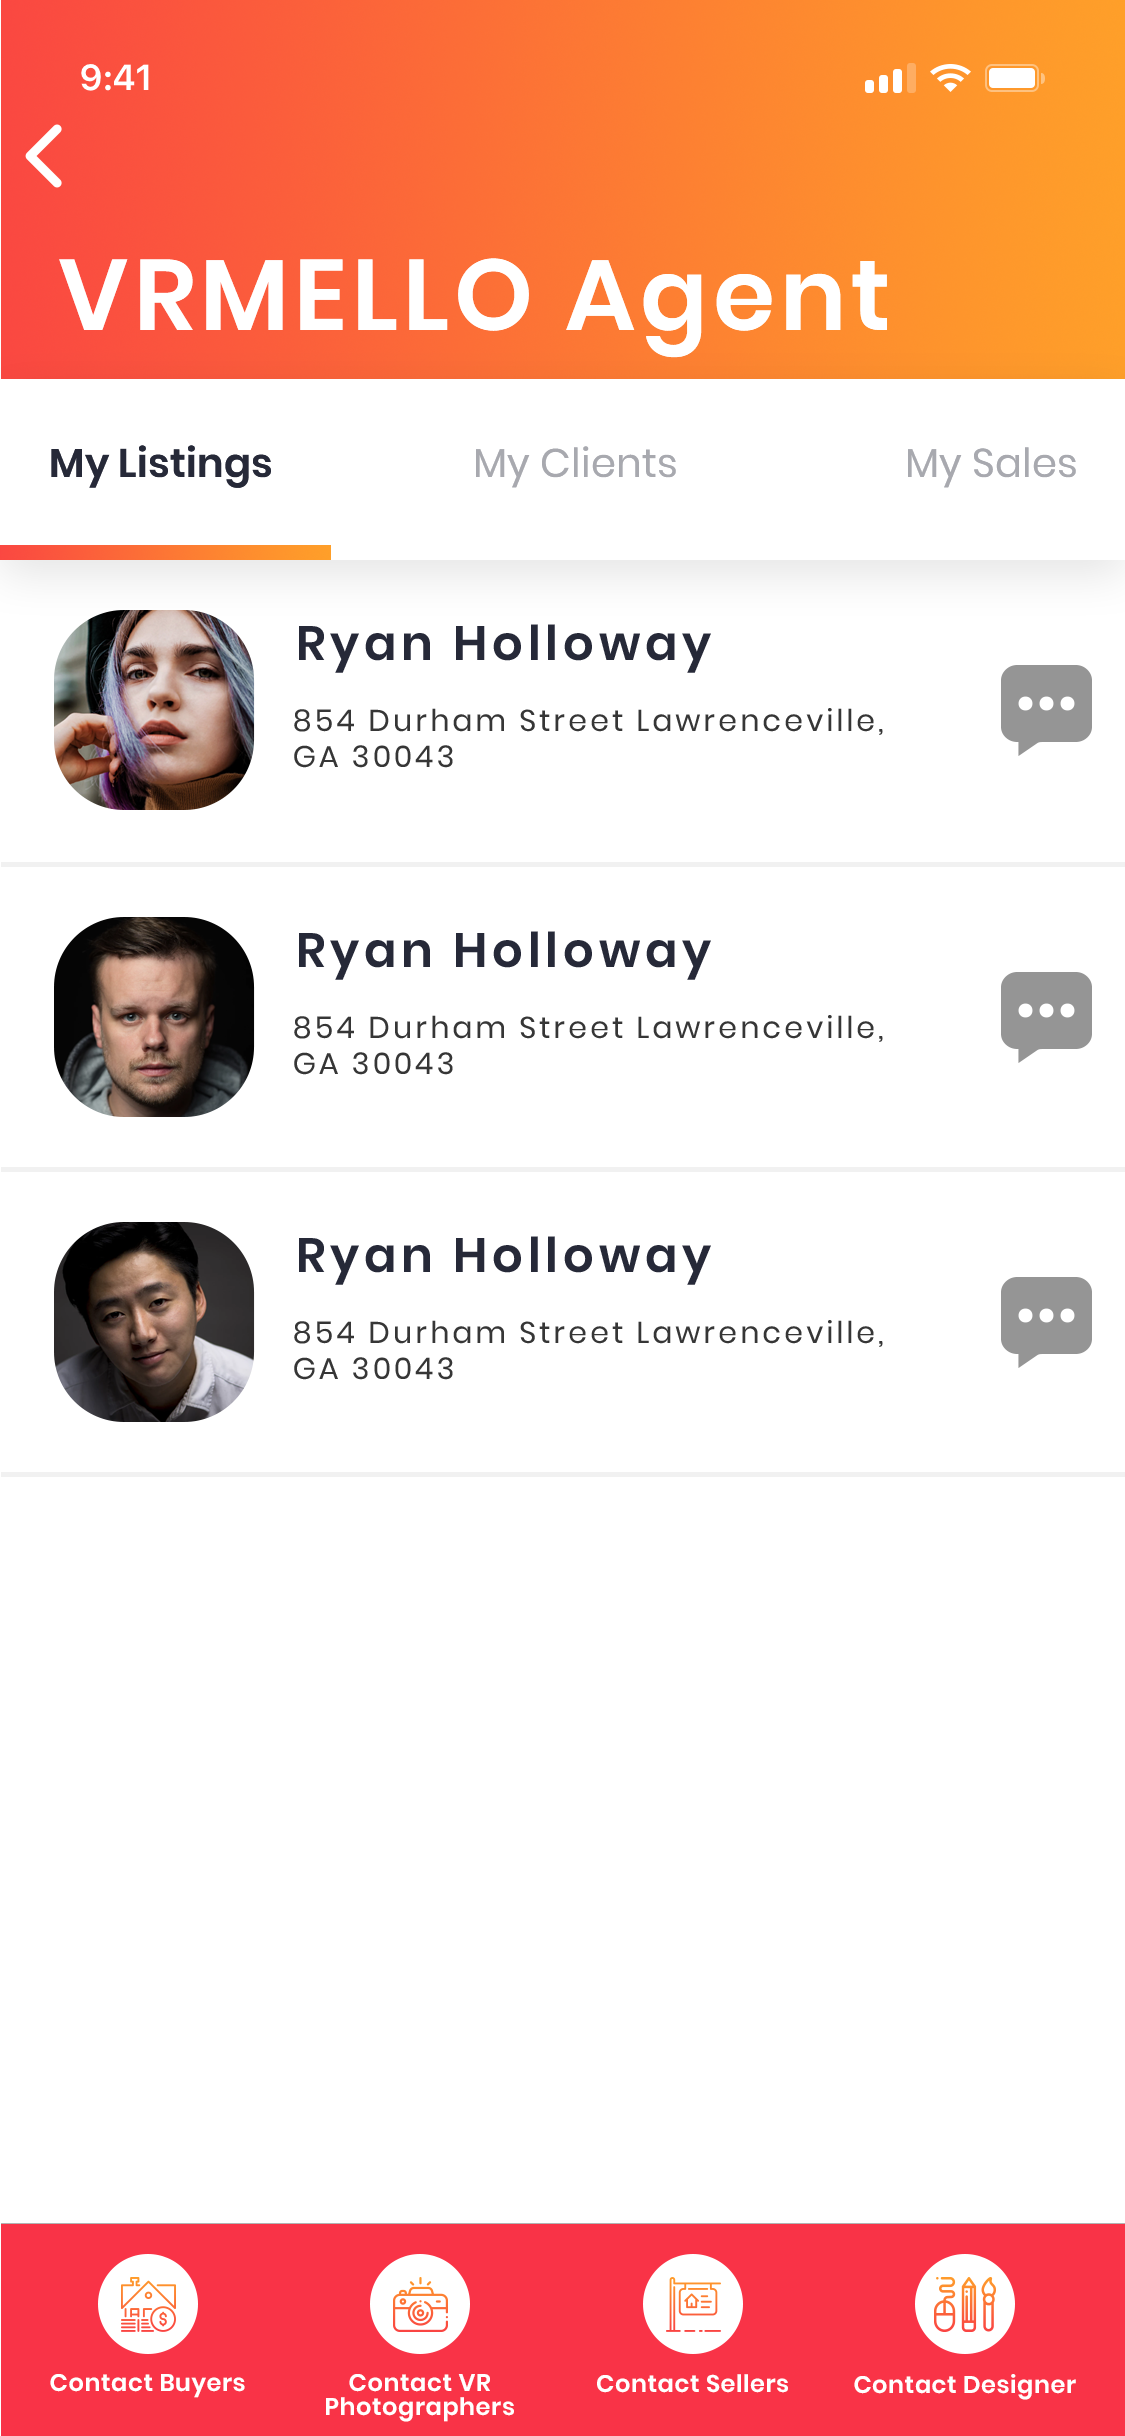 9:41
VRMELLO Agent
My Listings My Clients My Sales
Ryan Holloway
854 Durham Street Lawrenceville,
GA 30043
Ryan Holloway
854 Durham Street Lawrenceville,
GA 30043
Ryan Holloway
854 Durham Street Lawrenceville,
GA 30043
Contact Buyers
Contact VR
Photographers
Contact Sellers
Contact Designer